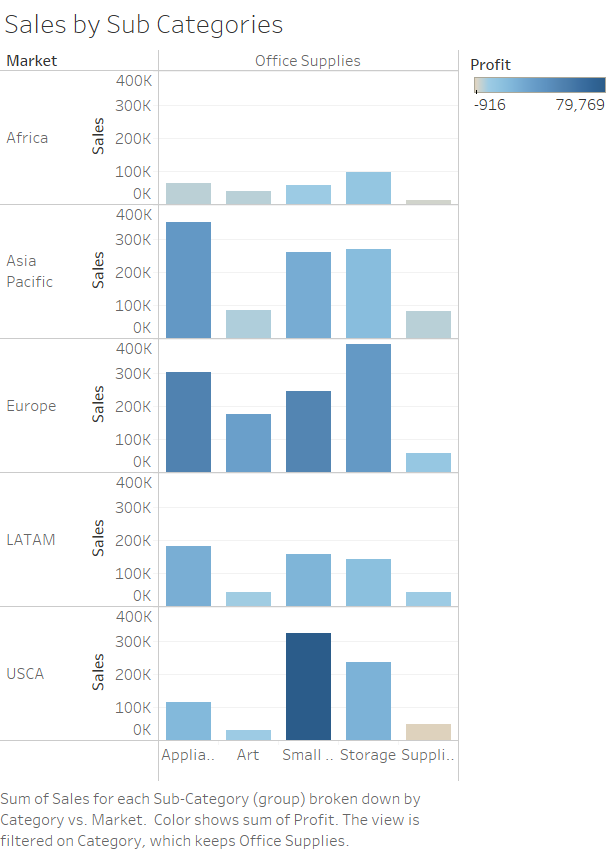 Sales by Sub Categories
Market
Office Supplies
Profit
-916 79,769
Africa
Sales
400K
300K
200K
100K
0K
Asia
Pacific
Sales
400K
300K
200K
100K
0K
Europe
Sales
400K
300K
200K
100K
0K
LATAM
Sales
400K
300K
200K
100K
0K
USCA
Sales
400K
300K
200K
100K
0K
Applia.. Art Small .. Storage Suppli..
Sum of Sales for each Sub-Category (group) broken down by
Category vs. Market. Color shows sum of Profit. The view is
filtered on Category, which keeps Office Supplies.